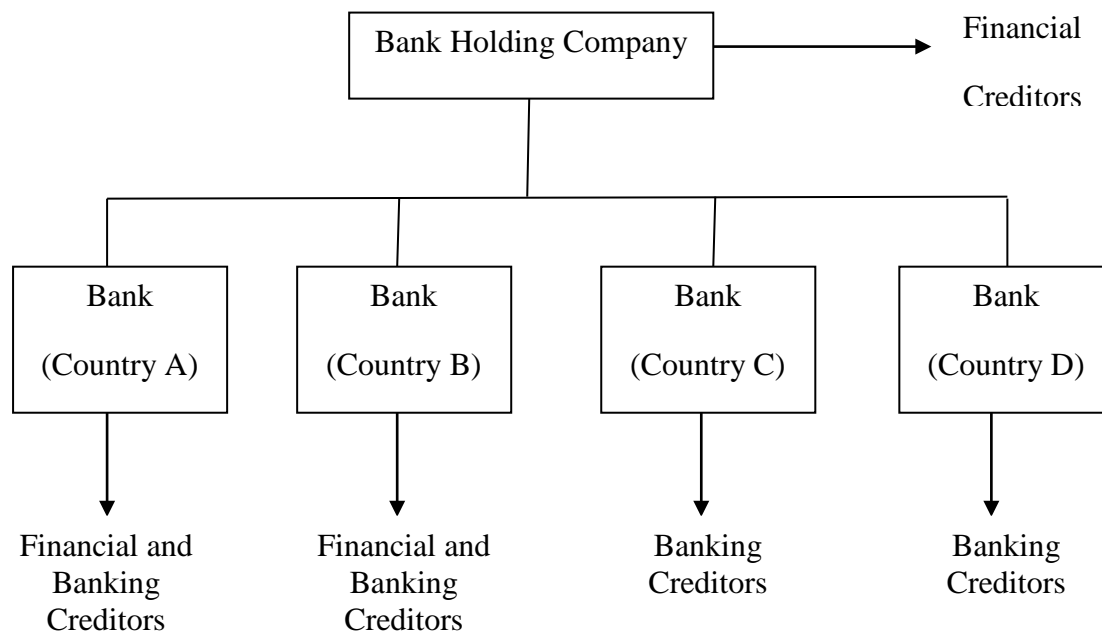 Bank Holding Company
Financial
Creditors
Bank
(Country A)
Bank
(Country B)
Bank
(Country C)
Bank
(Country D)
Financial and
Banking
Creditors
Financial and
Banking
Creditors
Banking
Creditors
Banking
Creditors